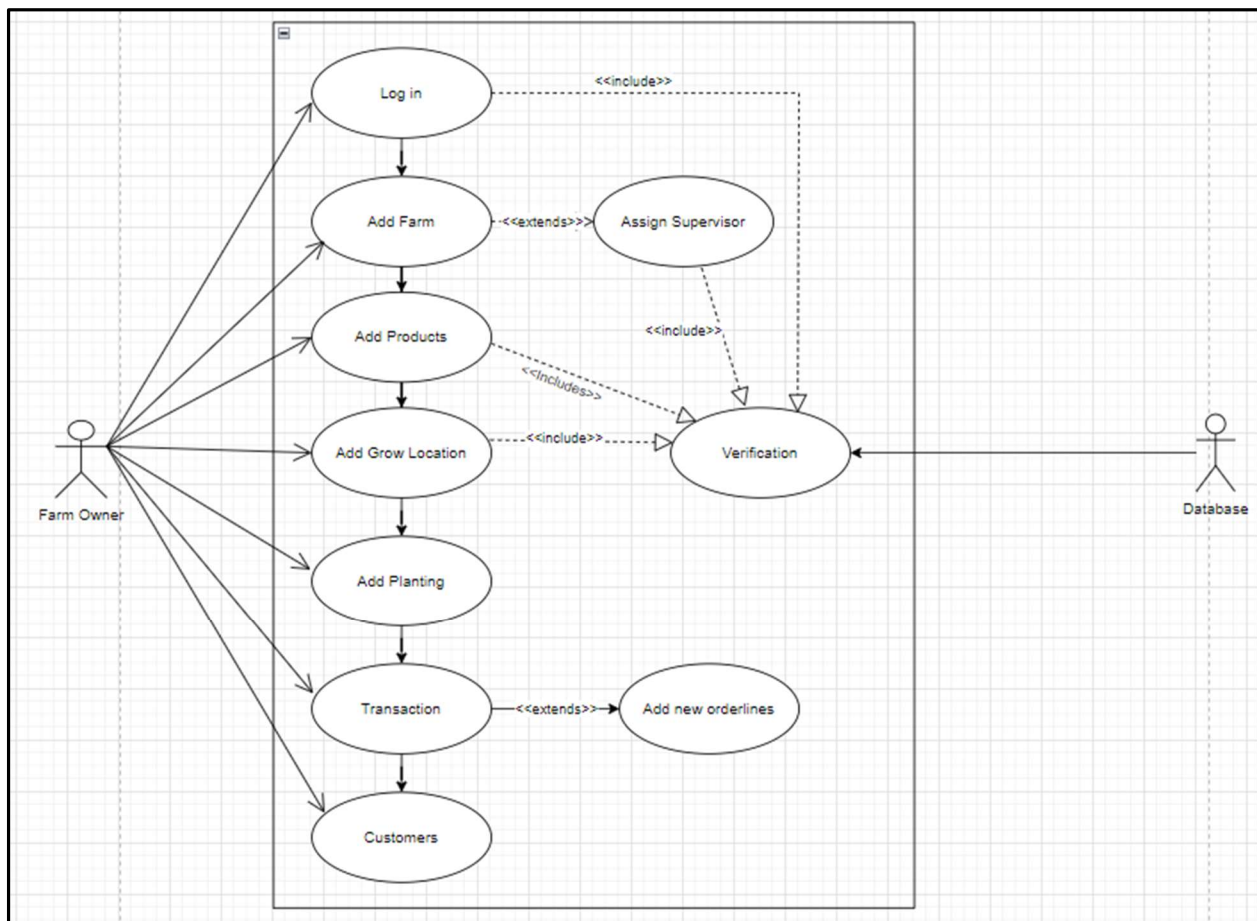 Log in
<<include>>
Add Farm
<<extends>>
Assign Supervisor
<<include>>
Add Products
<<Includes>>
Add Grow Location
<<include>>
Verification
Farm Owner
Database
Add Planting
Transaction
<<extends>>
Add new orderlines
Customers